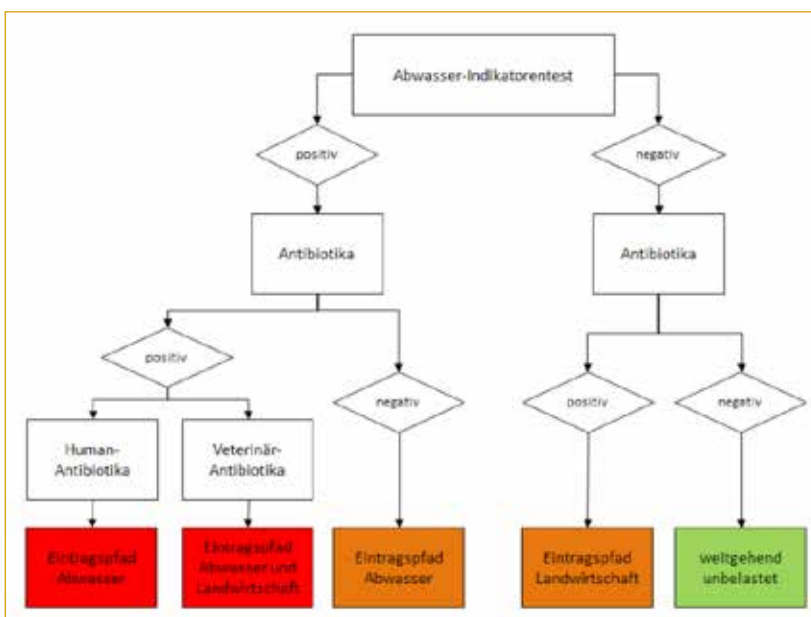 Abwasser-Indikatorentest
positiv
negativ
Antibiotika
Antibiotika
positiv
negativ
positiv
negativ
Human-
Antibiotika
Veterinär-
Antibiotika
Eintragspfad
Abwasser
Eintragspfad
Abwasser und
Landwirtschaft
Eintragspfad
Abwasser
Eintragspfad
Landwirtschaft
weitgehend
unbelastet